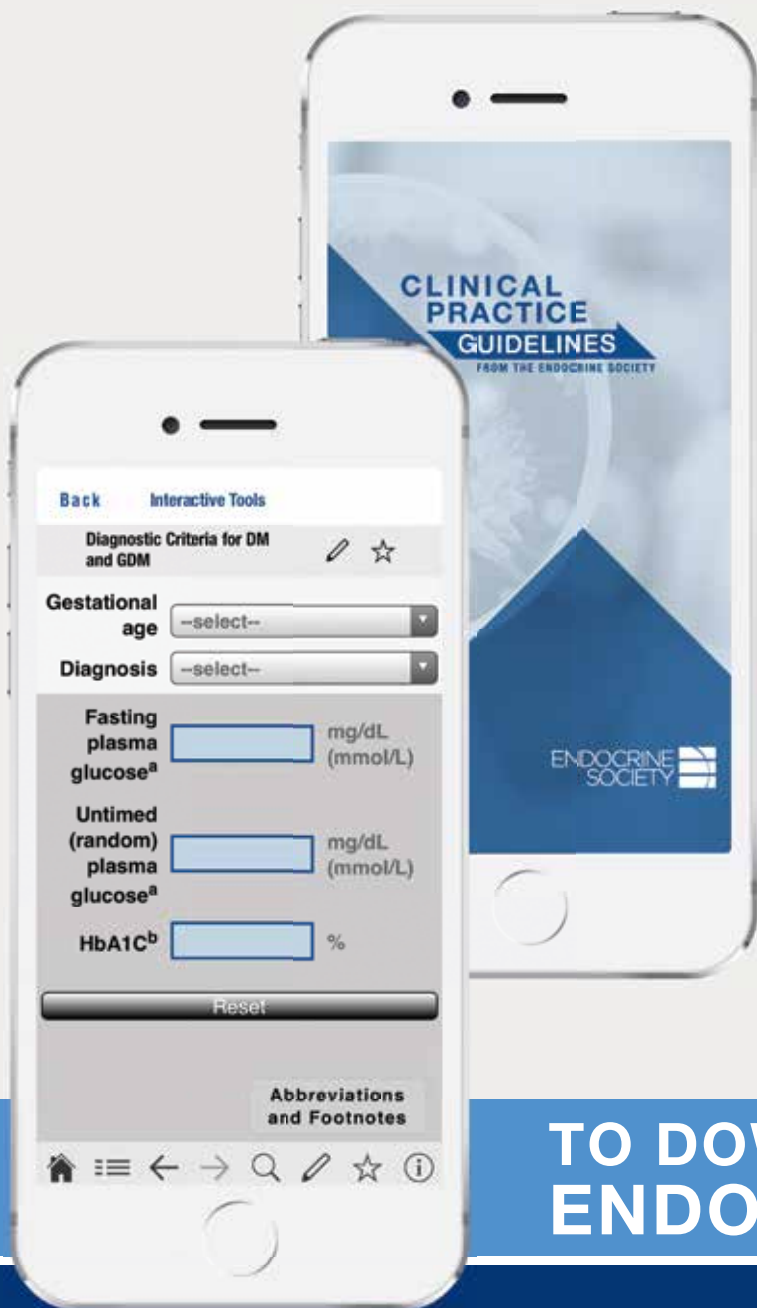 CLINICAL
PRACTICE
GUIDELINES
FROM THE ENDOCRINE SOCIETY
ENDOCRINE
SOCIETY
Back Interactive Tools
Diagnostic Criteria for DM
and GDM
Gestational
age --select--
Diagnosis --select--
Fasting
plasma
glucoseᵃ
mg/dL
(mmol/L)
Untimed
(random)
plasma
glucoseᵃ
mg/dL
(mmol/L)
HbA1Cᵇ %
Reset
Abbreviations
and Footnotes
TO DOW
ENDO